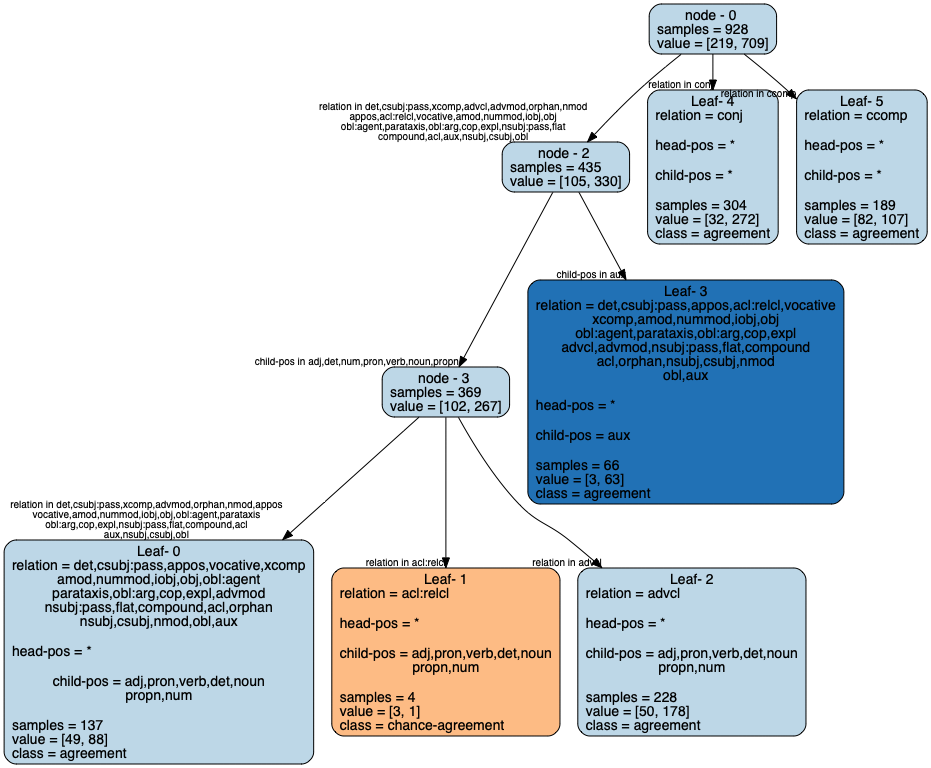 node - 0
samples = 928
value = [219, 709]
relation in conj
relation in ccomp
relation in det,csubj:pass,xcomp,advcl,advmod,orphan,nmod
appos,acl:relcl,vocative,amod,nummod,iobj,obj
obl:agent,parataxis,obl:arg,cop,expl,nsubj:pass,flat
compound,acl,aux,nsubj,csubj,obl
Leaf- 4
relation = conj
head-pos = *
child-pos = *
samples = 304
value = [32, 272]
class = agreement
Leaf- 5
relation = ccomp
head-pos = *
child-pos = *
samples = 189
value = [82, 107]
class = agreement
node - 2
samples = 435
value = [105, 330]
child-pos in aux
Leaf- 3
relation = det,csubj:pass,appos,acl:relcl,vocative
xcomp,amod,nummod,iobj,obj
obl:agent,parataxis,obl:arg,cop,expl
advcl,advmod,nsubj:pass,flat,compound
acl,orphan,nsubj,csubj,nmod
obl,aux
head-pos = *
child-pos = aux
samples = 66
value = [3, 63]
class = agreement
child-pos in adj,det,num,pron,verb,noun,propn
node - 3
samples = 369
value = [102, 267]
relation in det,csubj:pass,xcomp,advmod,orphan,nmod,appos
vocative,amod,nummod,iobj,obj,obl:agent,parataxis
obl:arg,cop,expl,nsubj:pass,flat,compound,acl
aux,nsubj,csubj,obl
relation in acl:relcl
relation in advcl
Leaf- 0
relation = det,csubj:pass,appos,vocative,xcomp
amod,nummod,iobj,obj,obl:agent
parataxis,obl:arg,cop,expl,advmod
nsubj:pass,flat,compound,acl,orphan
nsubj,csubj,nmod,obl,aux
head-pos = *
child-pos = adj,pron,verb,det,noun
propn,num
samples = 137
value = [49, 88]
class = agreement
Leaf- 1
relation = acl:relcl
head-pos = *
child-pos = adj,pron,verb,det,noun
propn,num
samples = 4
value = [3, 1]
class = chance-agreement
Leaf- 2
relation = advcl
head-pos = *
child-pos = adj,pron,verb,det,noun
propn,num
samples = 228
value = [50, 178]
class = agreement